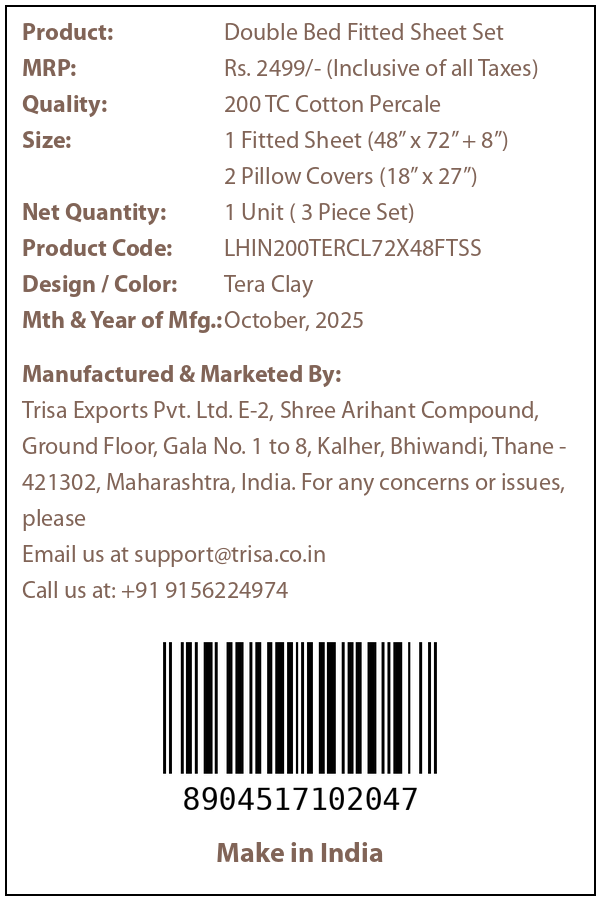 Product: Double Bed Fitted Sheet Set
MRP: Rs. 2499/- (Inclusive of all Taxes)
Quality: 200 TC Cotton Percale
Size: 1 Fitted Sheet (48” x 72” + 8”)
2 Pillow Covers (18” x 27”)
Net Quantity: 1 Unit ( 3 Piece Set)
Product Code: LHIN200TERCL72X48FTSS
Design / Color: Tera Clay
Mth & Year of Mfg.: October, 2025
Manufactured & Marketed By:
Trisa Exports Pvt. Ltd. E-2, Shree Arihant Compound,
Ground Floor, Gala No. 1 to 8, Kalher, Bhiwandi, Thane -
421302, Maharashtra, India. For any concerns or issues,
please
Email us at support@trisa.co.in
Call us at: +91 9156224974
8904517102047
Make in India